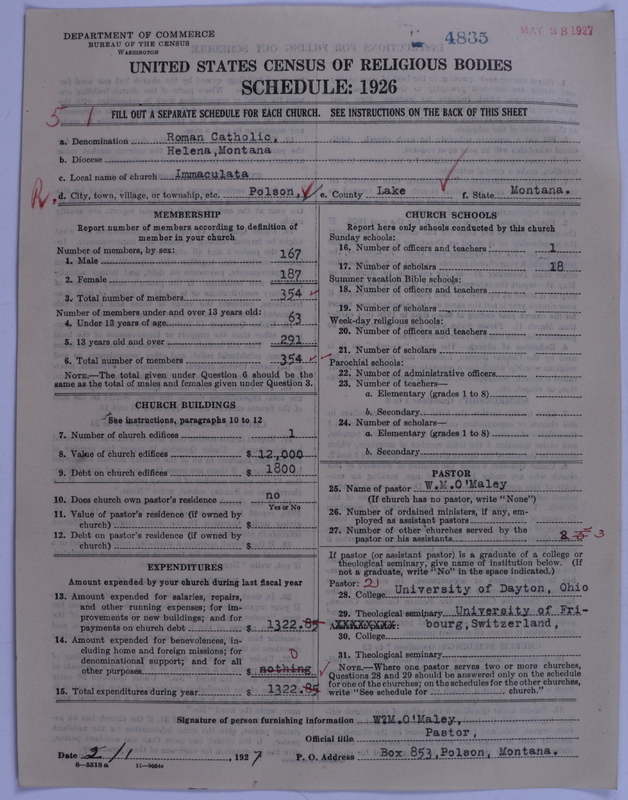 4835
MAY 28 1927
DEPARTMENT OF COMMERCE
BUREAU OF THE CENSUS
WASHINGTON
UNITED STATES CENSUS OF RELIGIOUS BODIES
SCHEDULE: 1926
5 1
FILL OUT A SEPARATE SCHEDULE FOR EACH CHURCH. SEE INSTRUCTIONS ON THE BACK OF THIS SHEET
a. Denomination Roman Catholic,
b. Diocese Helena,Montana
c. Local name of church Immaculata
R. d. City, town, village, or township, etc. Polson, e. County Lake f. State Montana.
MEMBERSHIP
Report number of members according to definition of
member in your church
Number of members, by sex:
1. Male 167
2. Female 187
3. Total number of members 354
Number of members under and over 13 years old:
4. Under 13 years of age 63
5. 13 years old and over 291
6. Total number of members 354
NOTE.—The total given under Question 6 should be the
same as the total of males and females given under Question 3.
CHURCH BUILDINGS
See instructions, paragraphs 10 to 12
7. Number of church edifices 1
8. Value of church edifices $ 12,000
9. Debt on church edifices $ 1800
10. Does church own pastor's residence no
Yes or No
11. Value of pastor's residence (if owned by
church) $
12. Debt on pastor's residence (if owned by
church) $
EXPENDITURES
Amount expended by your church during last fiscal year
13. Amount expended for salaries, repairs,
and other running expenses; for im-
provements or new buildings; and for
payments on church debt $ 1322.85
14. Amount expended for benevolences, in-
cluding home and foreign missions; for
denominational support; and for all
other purposes $ nothing 0
15. Total expenditures during year $ 1322.85
CHURCH SCHOOLS
Report here only schools conducted by this church
Sunday schools:
16. Number of officers and teachers 1
17. Number of scholars 18
Summer vacation Bible schools:
18. Number of officers and teachers
19. Number of scholars
Week-day religious schools:
20. Number of officers and teachers
21. Number of scholars
Parochial schools:
22. Number of administrative officers
23. Number of teachers—
a. Elementary (grades 1 to 8)
b. Secondary
24. Number of scholars—
a. Elementary (grades 1 to 8)
b. Secondary
PASTOR
25. Name of pastor W.M.O'Maley
(If church has no pastor, write "None")
26. Number of ordained ministers, if any, em-
ployed as assistant pastors
27. Number of other churches served by the
pastor or his assistants 3
If pastor (or assistant pastor) is a graduate of a college or
theological seminary, give name of institution below. (If
not a graduate, write "No" in the space indicated.)
Pastor: 2
28. College University of Dayton, Ohio
29. Theological seminary University of Fri-
bourg,Switzerland,
30. College
31. Theological seminary
NOTE.—Where one pastor serves two or more churches,
Questions 28 and 29 should be answered only on the schedule
for one of the churches; on the schedules for the other churches,
write "See schedule for church."
Signature of person furnishing information W?M.O'Maley,
Official title Pastor,
Date 2/1, 1927 P. O. Address Box 853,Polson, Montana.
8—5518a